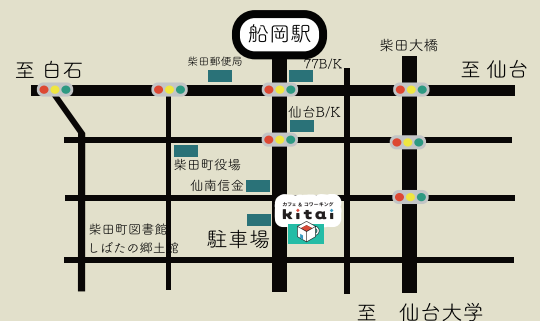 船岡駅
柴田大橋
柴田郵便局
77B/K
至 白石
至 仙台
仙台B/K
柴田町役場
仙南信金
カフェ & コワーキング
kitai
柴田町図書館
しばたの郷土館
駐車場
至 仙台大学